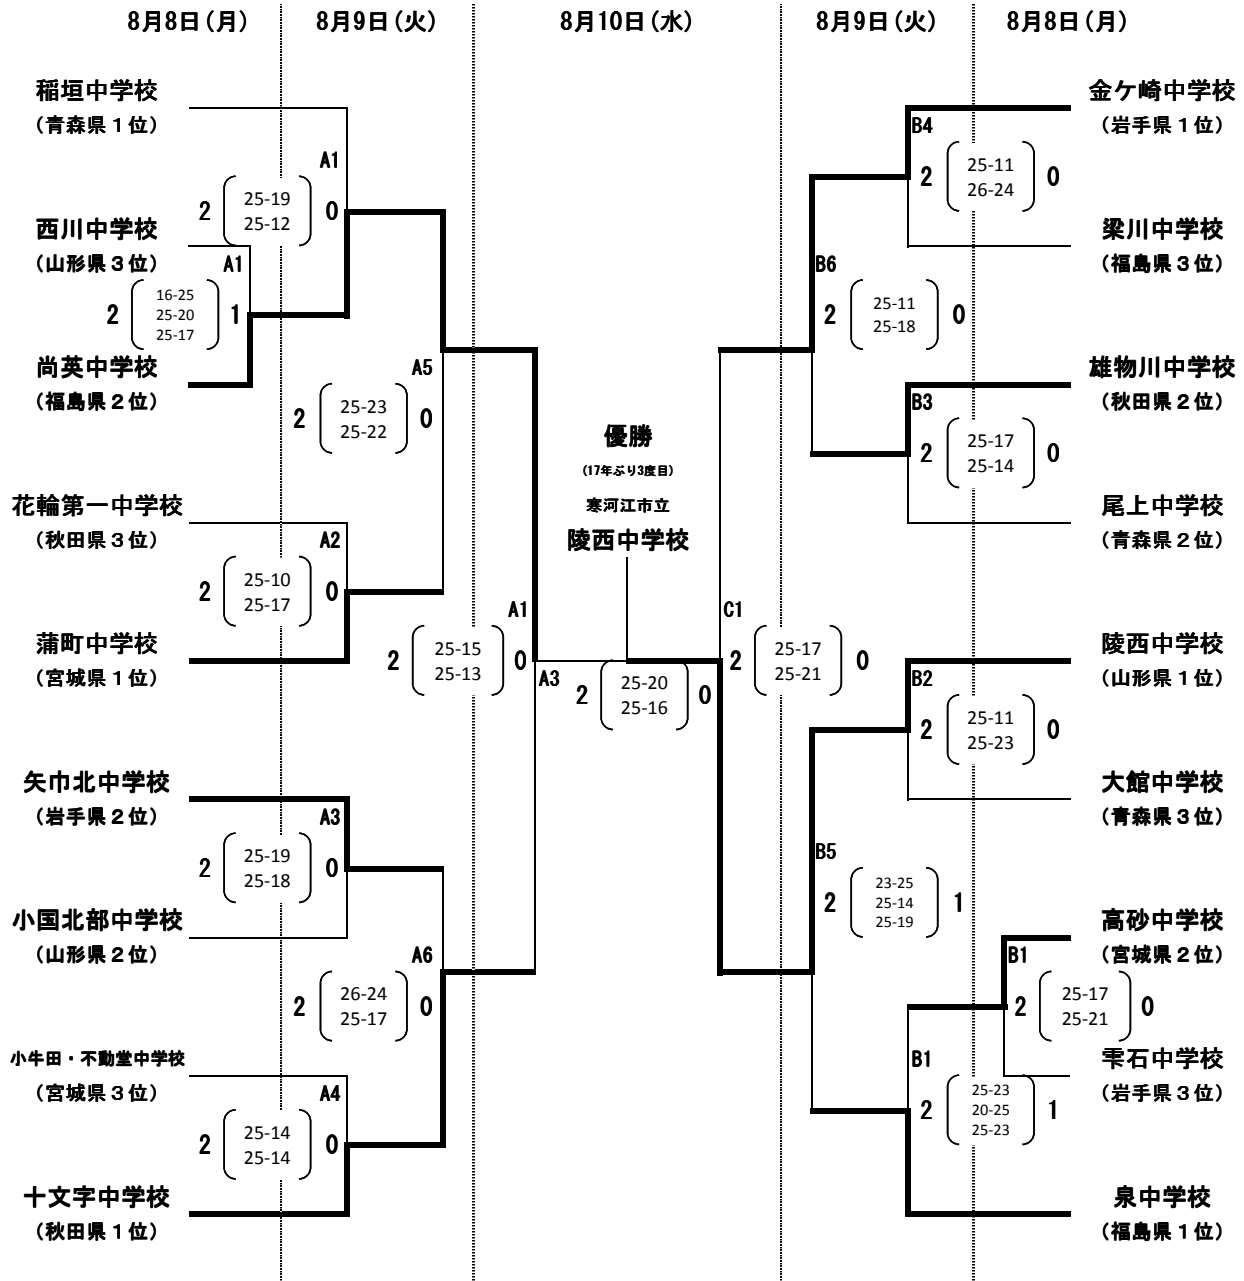 8月8日(月) 8月9日(火) 8月10日(水) 8月9日(火) 8月8日(月)
稲垣中学校
(青森県1位)
A1
2 25-19 0
25-12
西川中学校
(山形県3位)
A1
2 16-25 1
25-20
25-17
尚英中学校
(福島県2位)
A5
2 25-23 0
25-22
花輪第一中学校
(秋田県3位)
A2
2 25-10 0
25-17
蒲町中学校
(宮城県1位)
A1
2 25-15 0
25-13
矢巾北中学校
(岩手県2位)
A3
2 25-19 0
25-18
小国北部中学校
(山形県2位)
A6
2 26-24 0
25-17
小牛田・不動堂中学校
(宮城県3位)
A4
2 25-14 0
25-14
十文字中学校
(秋田県1位)
優勝
(17年ぶり3度目)
寒河江市立
陵西中学校
A3
2 25-20 0
25-16
金ケ崎中学校
(岩手県1位)
B4
2 25-11 0
26-24
梁川中学校
(福島県3位)
B6
2 25-11 0
25-18
雄物川中学校
(秋田県2位)
B3
2 25-17 0
25-14
尾上中学校
(青森県2位)
C1
2 25-17 0
25-21
陵西中学校
(山形県1位)
B2
2 25-11 0
25-23
大館中学校
(青森県3位)
B5
2 23-25 1
25-14
25-19
高砂中学校
(宮城県2位)
B1
2 25-17 0
25-21
雫石中学校
(岩手県3位)
B1
2 25-23 1
20-25
25-23
泉中学校
(福島県1位)